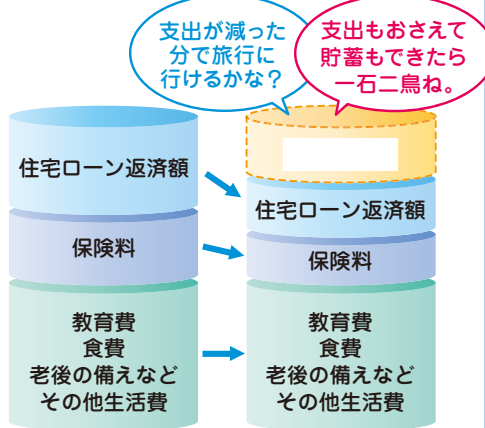 支出が減った
分で旅行に
行けるかな？
支出もおさえて
貯蓄もできたら
一石二鳥ね。
住宅ローン返済額
保険料
教育費
食費
老後の備えなど
その他生活費
住宅ローン返済額
保険料
教育費
食費
老後の備えなど
その他生活費